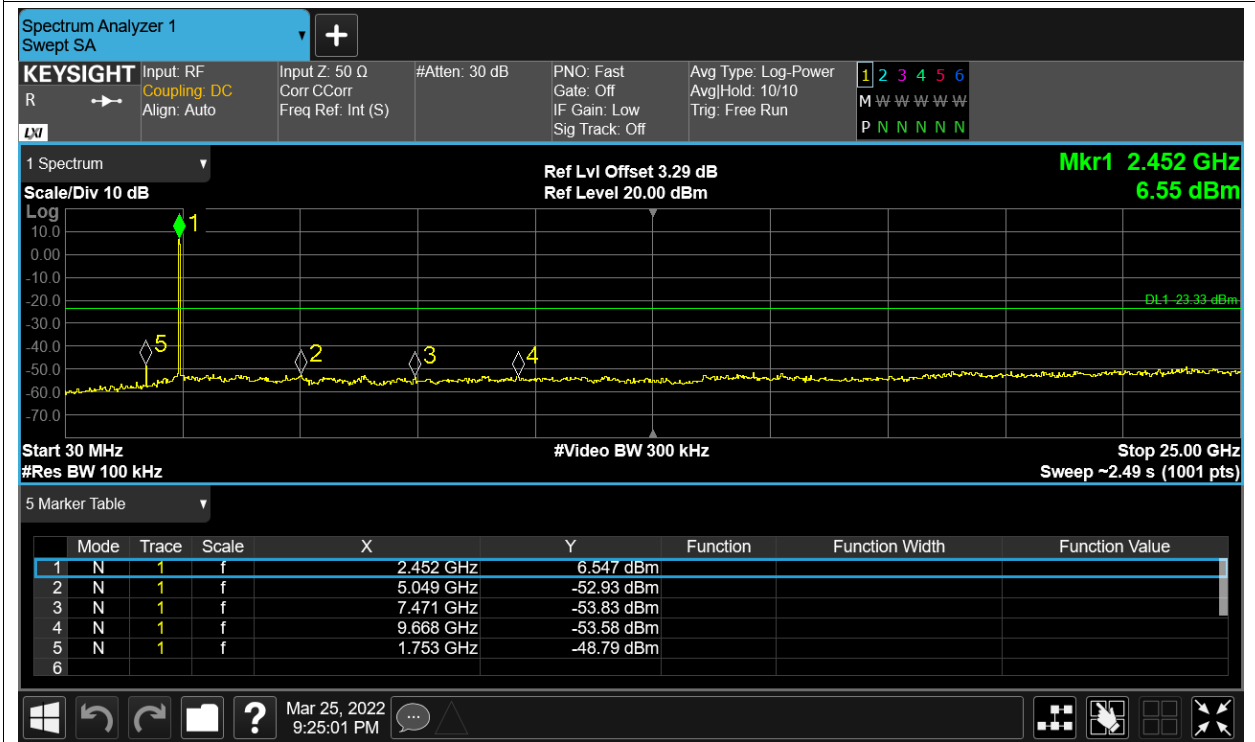 Spectrum Analyzer 1
Swept SA
+
KEYSIGHT
R
LXI
Input: RF
Coupling: DC
Align: Auto
Input Z: 50 Ω
Corr CCorr
Freq Ref: Int (S)
#Atten: 30 dB
PNO: Fast
Gate: Off
IF Gain: Low
Sig Track: Off
Avg Type: Log-Power
Avg|Hold: 10/10
Trig: Free Run
1 2 3 4 5 6
M W W W W W
P N N N N N
1 Spectrum
Scale/Div 10 dB
Ref Lvl Offset 3.29 dB
Ref Level 20.00 dBm
Mkr1 2.452 GHz
6.55 dBm
Log
10.0
0.00
-10.0
-20.0
-30.0
-40.0
-50.0
-60.0
-70.0
1
5
2
3
4
DL1 -23.33 dBm
Start 30 MHz
#Res BW 100 kHz
#Video BW 300 kHz
Stop 25.00 GHz
Sweep ~2.49 s (1001 pts)
5 Marker Table
Mode Trace Scale X Y Function Function Width Function Value
1 N 1 f 2.452 GHz 6.547 dBm
2 N 1 f 5.049 GHz -52.93 dBm
3 N 1 f 7.471 GHz -53.83 dBm
4 N 1 f 9.668 GHz -53.58 dBm
5 N 1 f 1.753 GHz -48.79 dBm
6
?
Mar 25, 2022
9:25:01 PM